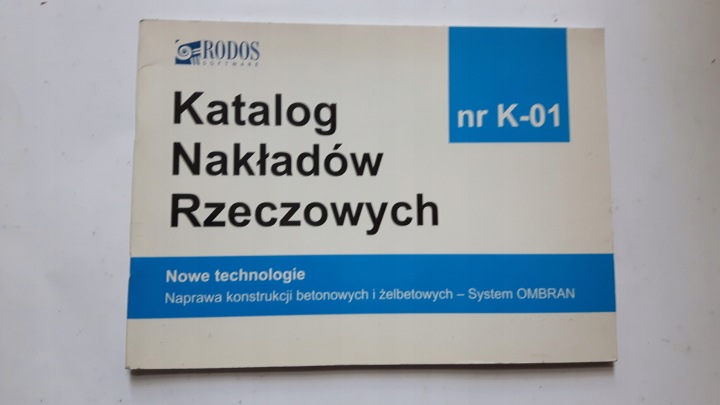 RODOS
SOFTWARE
nr K-01
Katalog
Nakładów
Rzeczowych
Nowe technologie
Naprawa konstrukcji betonowych i żelbetowych – System OMBRAN